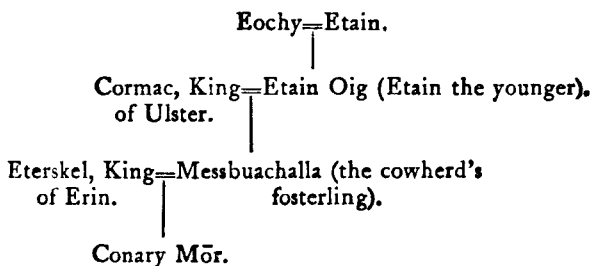 Eochy=Etain.
Cormac, King=Etain Oig (Etain the younger).
of Ulster.
Eterskel, King=Messbuachalla (the cowherd's
of Erin. fosterling).
Conary Mōr.